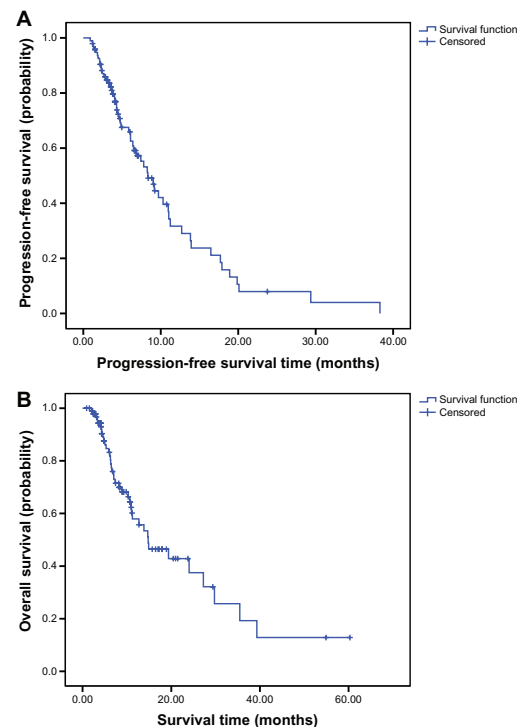 A
Survival function
Censored
Progression-free survival (probability)
1.0
0.8
0.6
0.4
0.2
0.0
0.00 10.00 20.00 30.00 40.00
Progression-free survival time (months)
B
Survival function
Censored
Overall survival (probability)
1.0
0.8
0.6
0.4
0.2
0.0
0.00 20.00 40.00 60.00
Survival time (months)